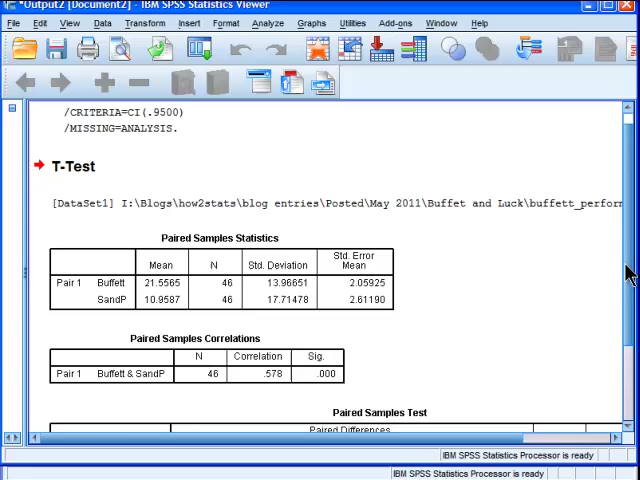 *Output2 [Document2] - IBM SPSS Statistics Viewer
File Edit View Data Transform Insert Format Analyze Graphs Utilities Add-ons Window Help
/CRITERIA=CI(.9500)
/MISSING=ANALYSIS.
T-Test
[DataSet1] I:\Blogs\how2stats\blog entries\Posted\May 2011\Buffet and Luck\buffett_perform
Paired Samples Statistics
Mean N Std. Deviation Std. Error Mean
Pair 1 Buffett 21.5565 46 13.96651 2.05925
SandP 10.9587 46 17.71478 2.61190
Paired Samples Correlations
N Correlation Sig.
Pair 1 Buffett & SandP 46 .578 .000
Paired Samples Test
Paired Differences
IBM SPSS Statistics Processor is ready
IBM SPSS Statistics Processor is ready